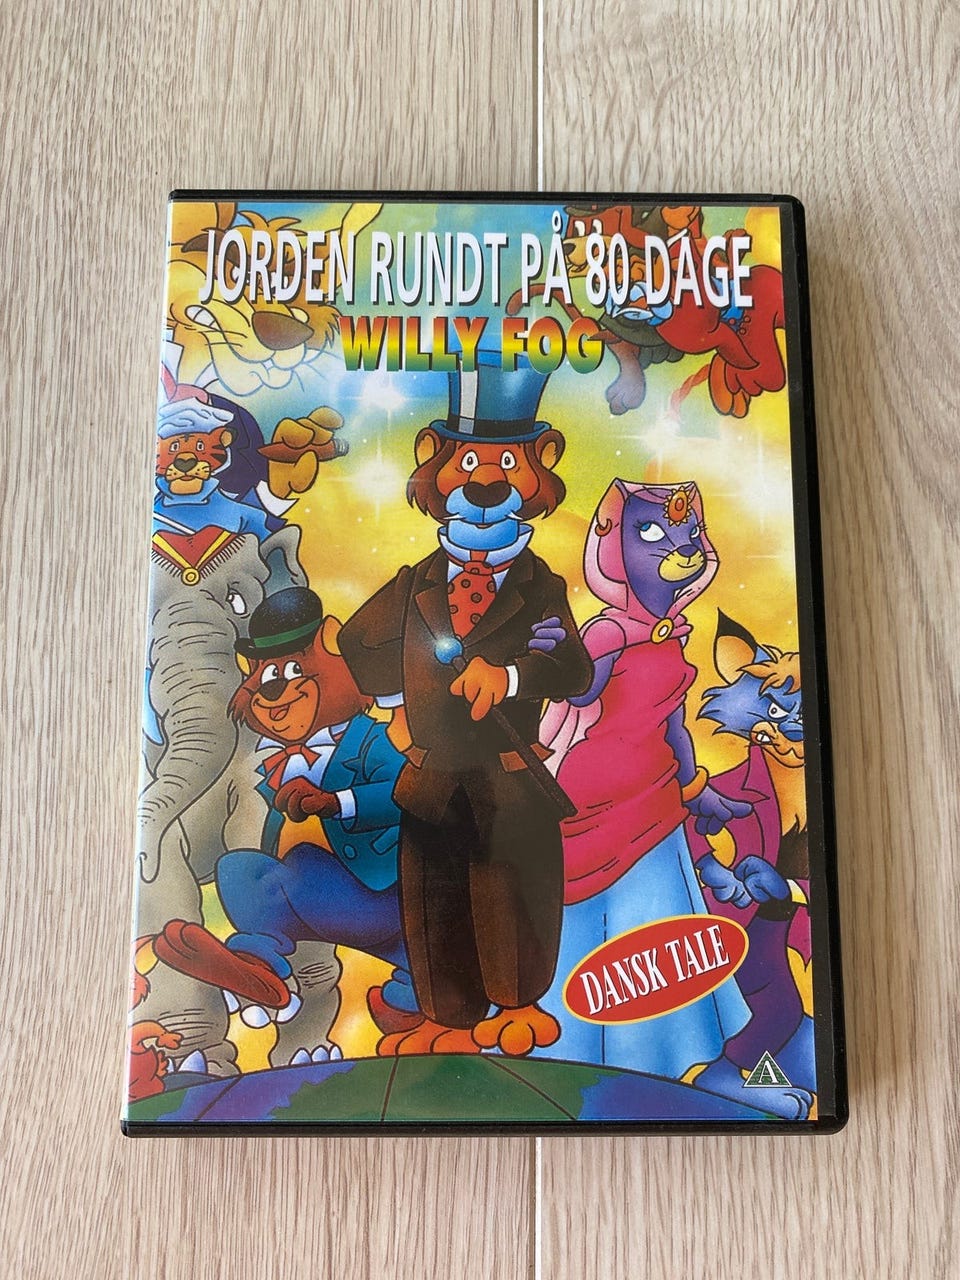 JORDEN RUNDT PÅ 80 DAGE
WILLY FOG
DANSK TALE
A